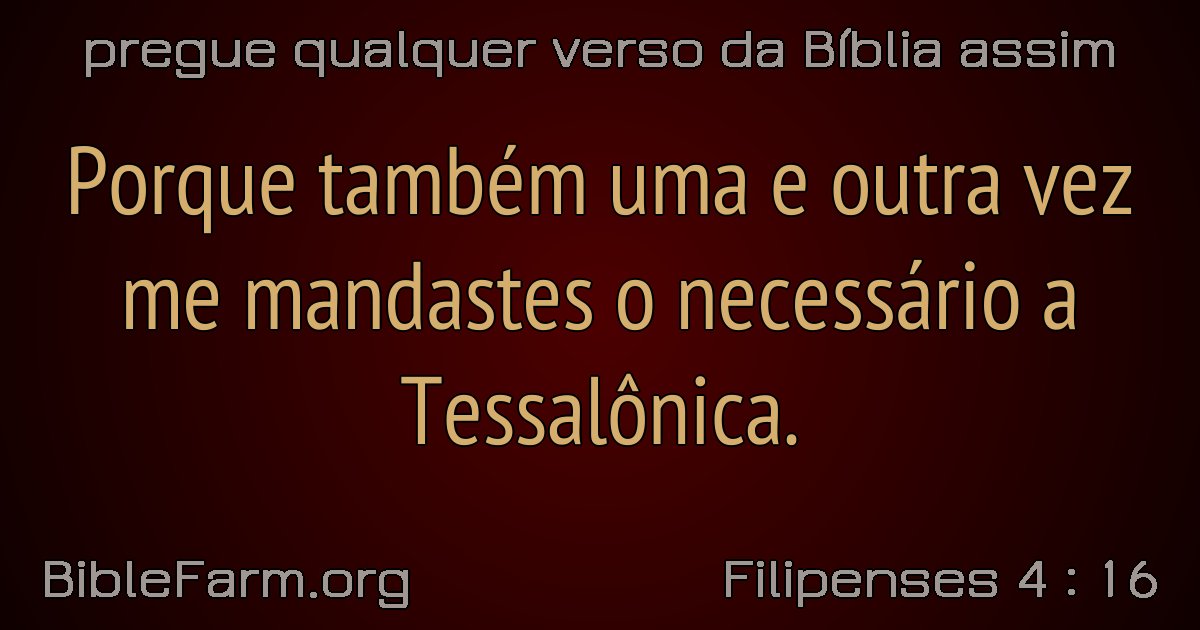 pregue qualquer verso da Bíblia assim
Porque também uma e outra vez
me mandastes o necessário a
Tessalônica.
BibleFarm.org
Filipenses 4 : 16